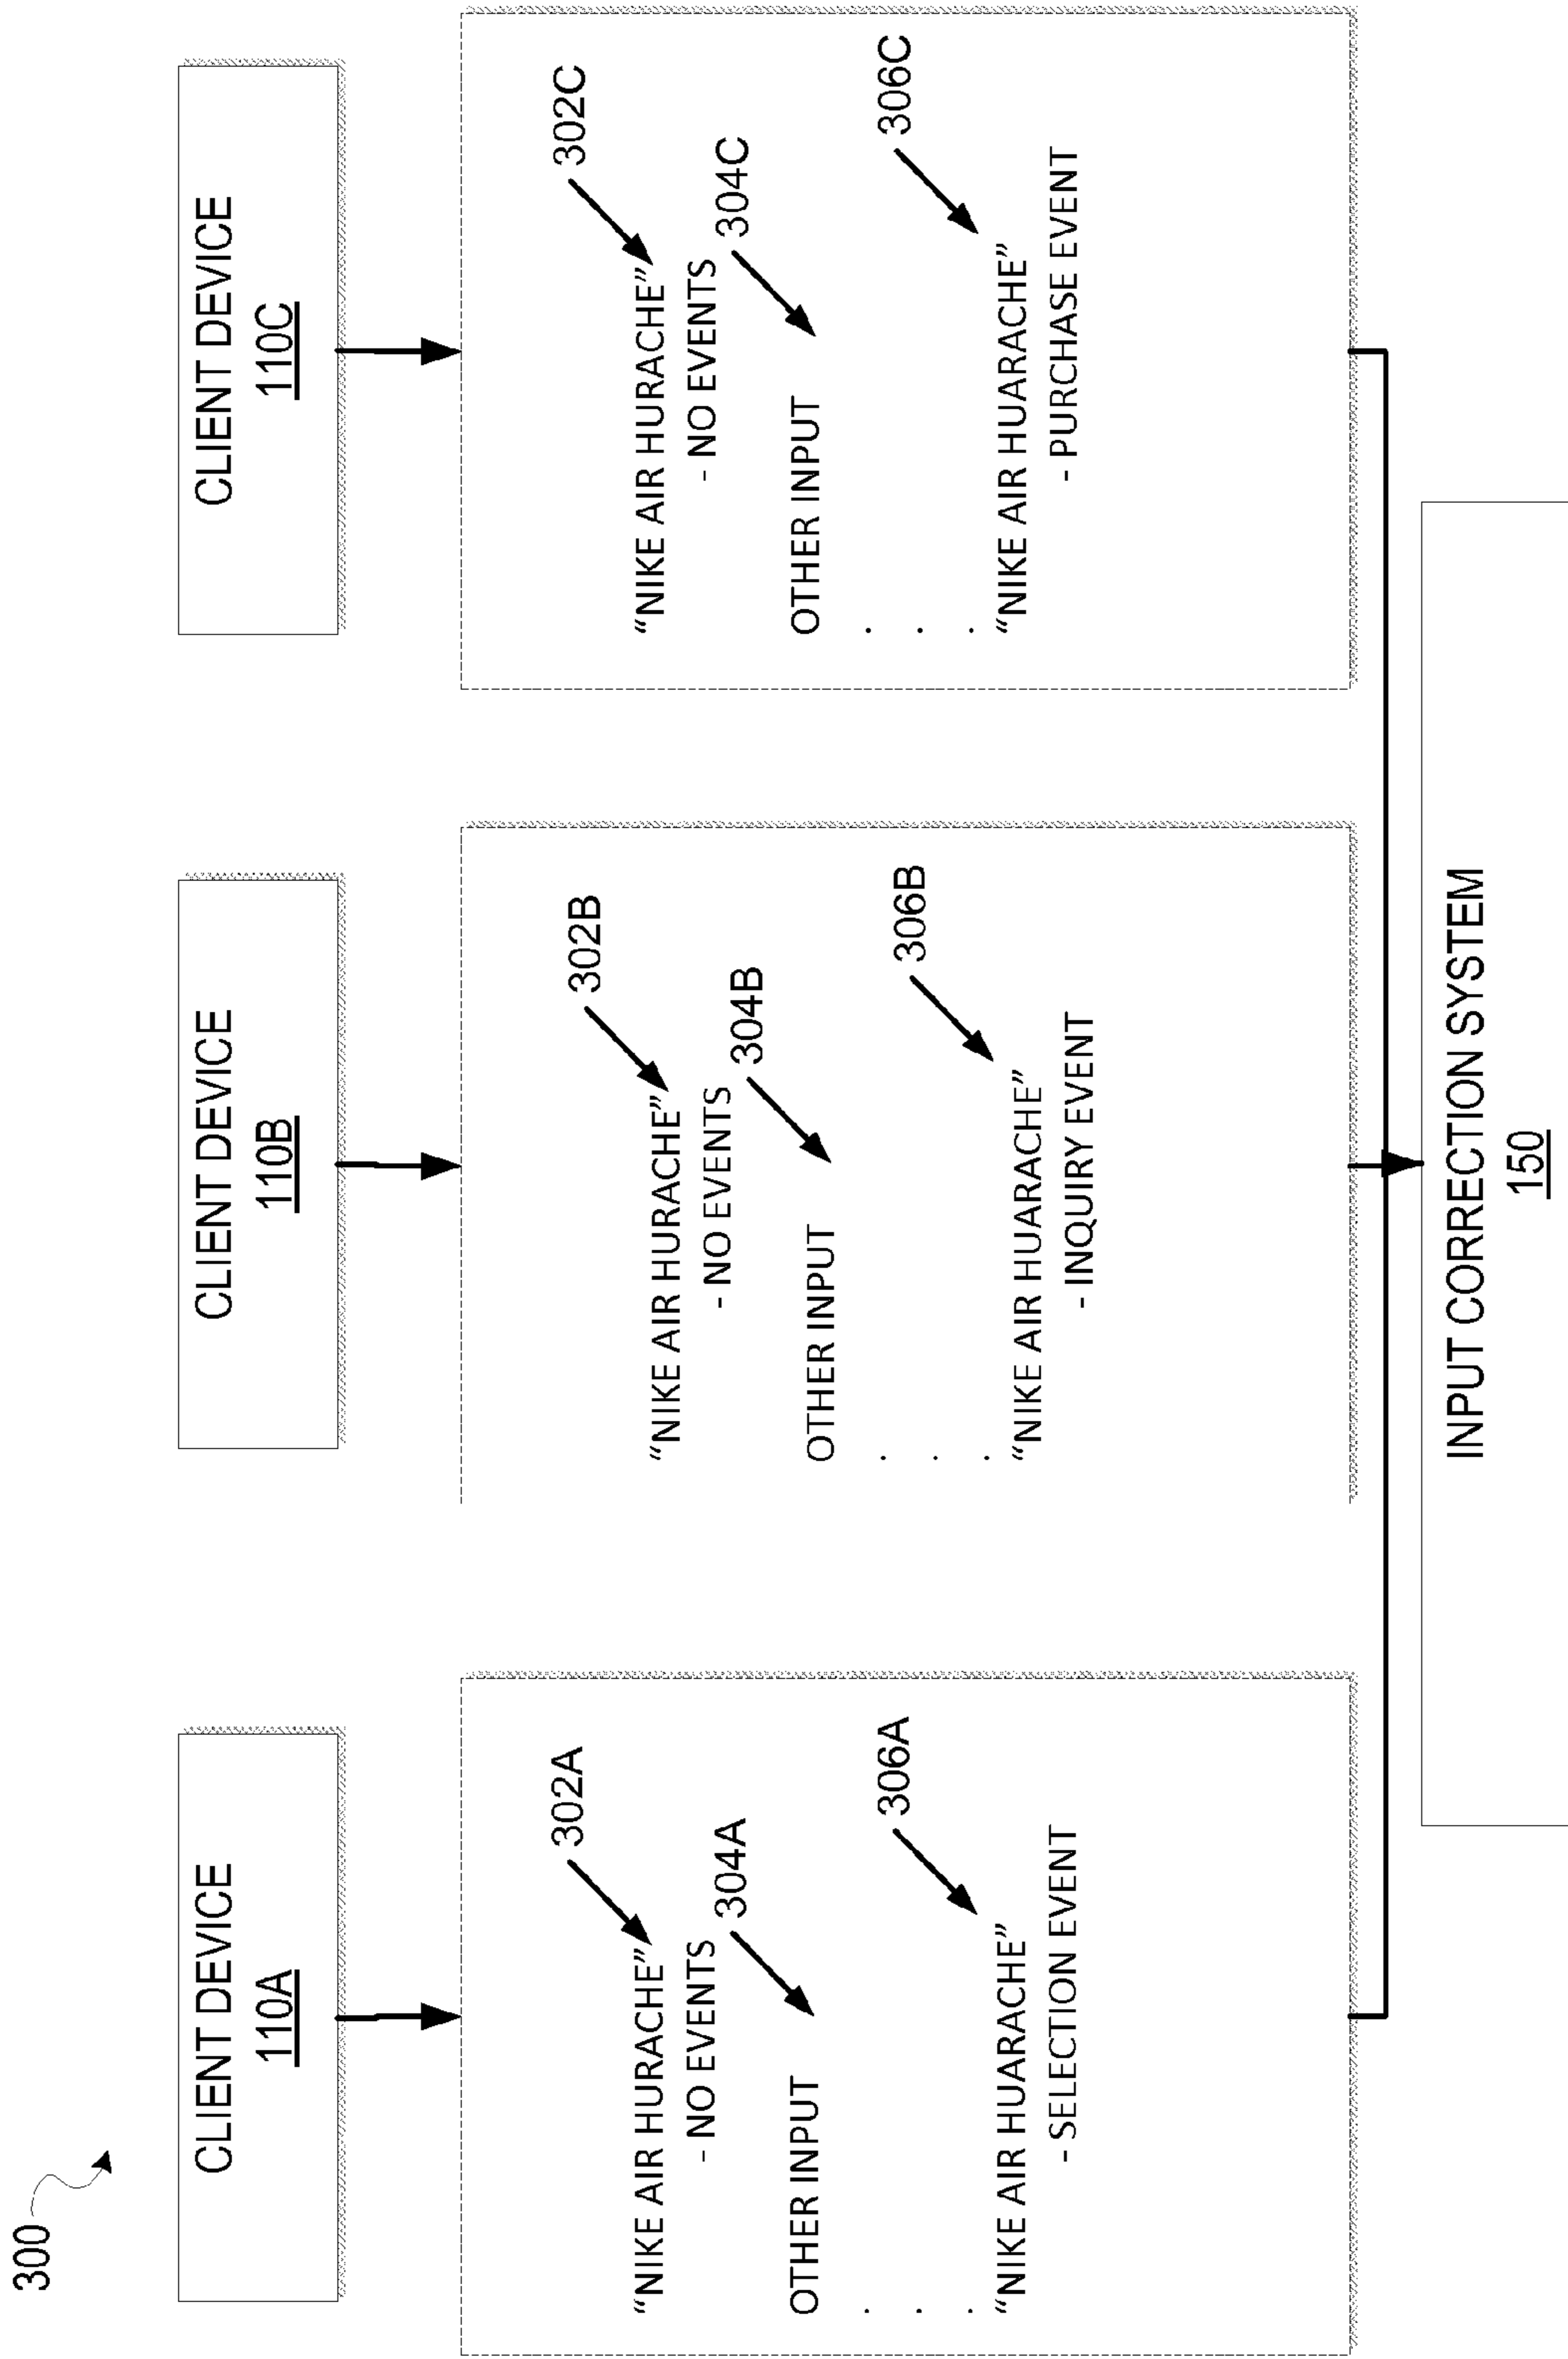 300
CLIENT DEVICE
110A
302A
“NIKE AIR HURACHE”
- NO EVENTS
304A
OTHER INPUT
.
.
.
306A
“NIKE AIR HUARACHE”
- SELECTION EVENT
CLIENT DEVICE
110B
302B
“NIKE AIR HURACHE”
- NO EVENTS
304B
OTHER INPUT
.
.
.
306B
“NIKE AIR HUARACHE”
- INQUIRY EVENT
CLIENT DEVICE
110C
302C
“NIKE AIR HURACHE”
- NO EVENTS
304C
OTHER INPUT
.
.
.
306C
“NIKE AIR HUARACHE”
- PURCHASE EVENT
INPUT CORRECTION SYSTEM
150